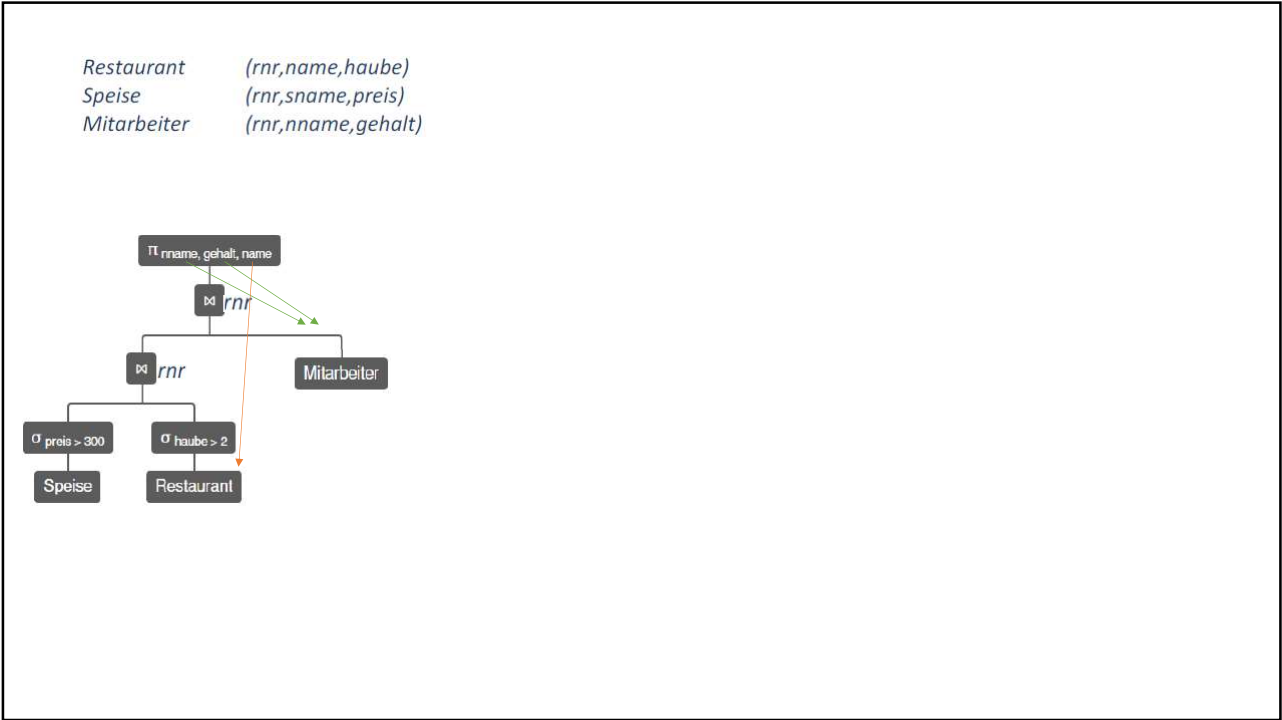 Restaurant (rnr,name,haube)
Speise (rnr,sname,preis)
Mitarbeiter (rnr,nname,gehalt)
π nname, gehalt, name
⋈ rnr
⋈ rnr
Mitarbeiter
σ preis > 300
σ haube > 2
Speise
Restaurant